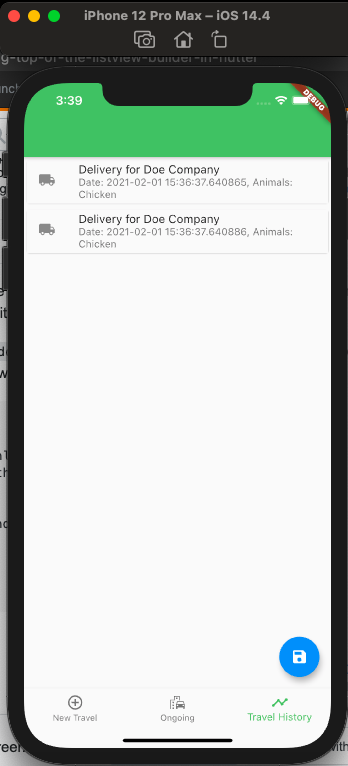 iPhone 12 Pro Max – iOS 14.4
g-top-of-the-listview-builder-in-flutter
3:39
DEBUG
Delivery for Doe Company
Date: 2021-02-01 15:36:37.640865, Animals:
Chicken
Delivery for Doe Company
Date: 2021-02-01 15:36:37.640886, Animals:
Chicken
New Travel
Ongoing
Travel History